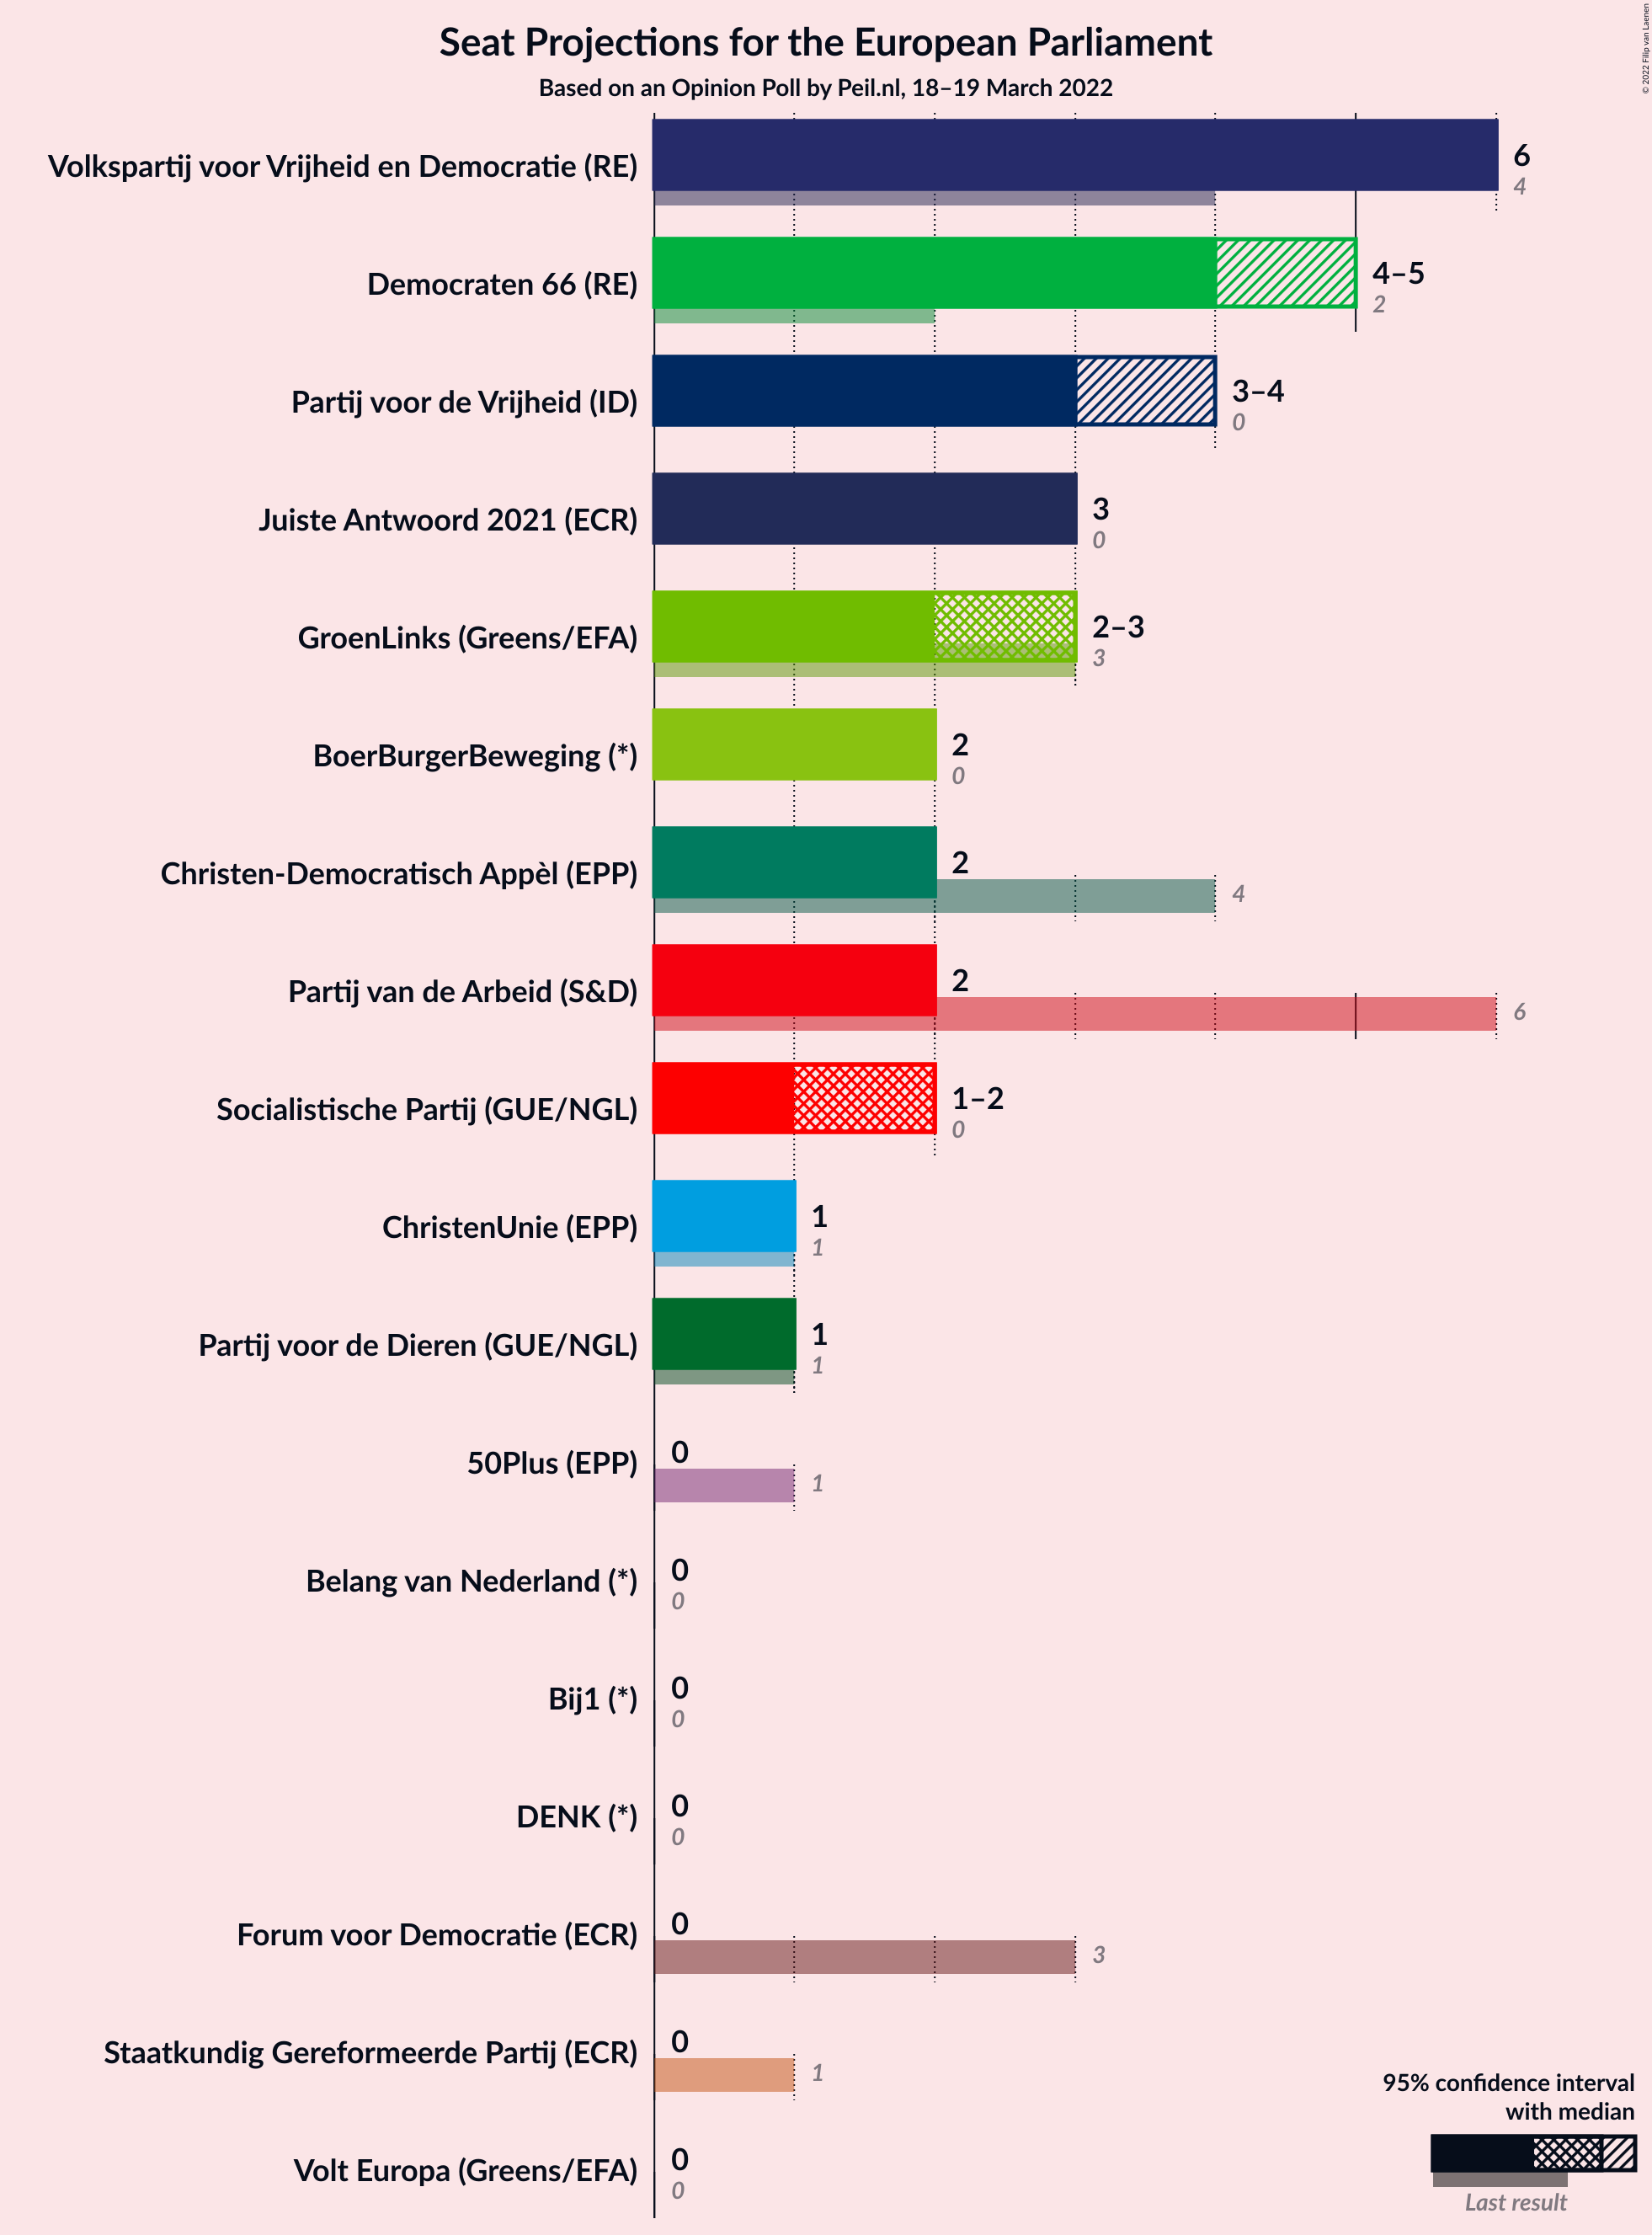 Seat Projections for the European Parliament
Based on an Opinion Poll by Peil.nl, 18–19 March 2022
© 2022 Filip van Laenen
Volkspartij voor Vrijheid en Democratie (RE)
6
4
Democraten 66 (RE)
4–5
2
Partij voor de Vrijheid (ID)
3–4
0
Juiste Antwoord 2021 (ECR)
3
0
GroenLinks (Greens/EFA)
2–3
3
BoerBurgerBeweging (*)
2
0
Christen-Democratisch Appèl (EPP)
2
4
Partij van de Arbeid (S&D)
2
6
Socialistische Partij (GUE/NGL)
1–2
0
ChristenUnie (EPP)
1
1
Partij voor de Dieren (GUE/NGL)
1
1
50Plus (EPP)
0
1
Belang van Nederland (*)
0
0
Bij1 (*)
0
0
DENK (*)
0
0
Forum voor Democratie (ECR)
0
3
Staatkundig Gereformeerde Partij (ECR)
0
1
Volt Europa (Greens/EFA)
0
0
95% confidence interval
with median
Last result